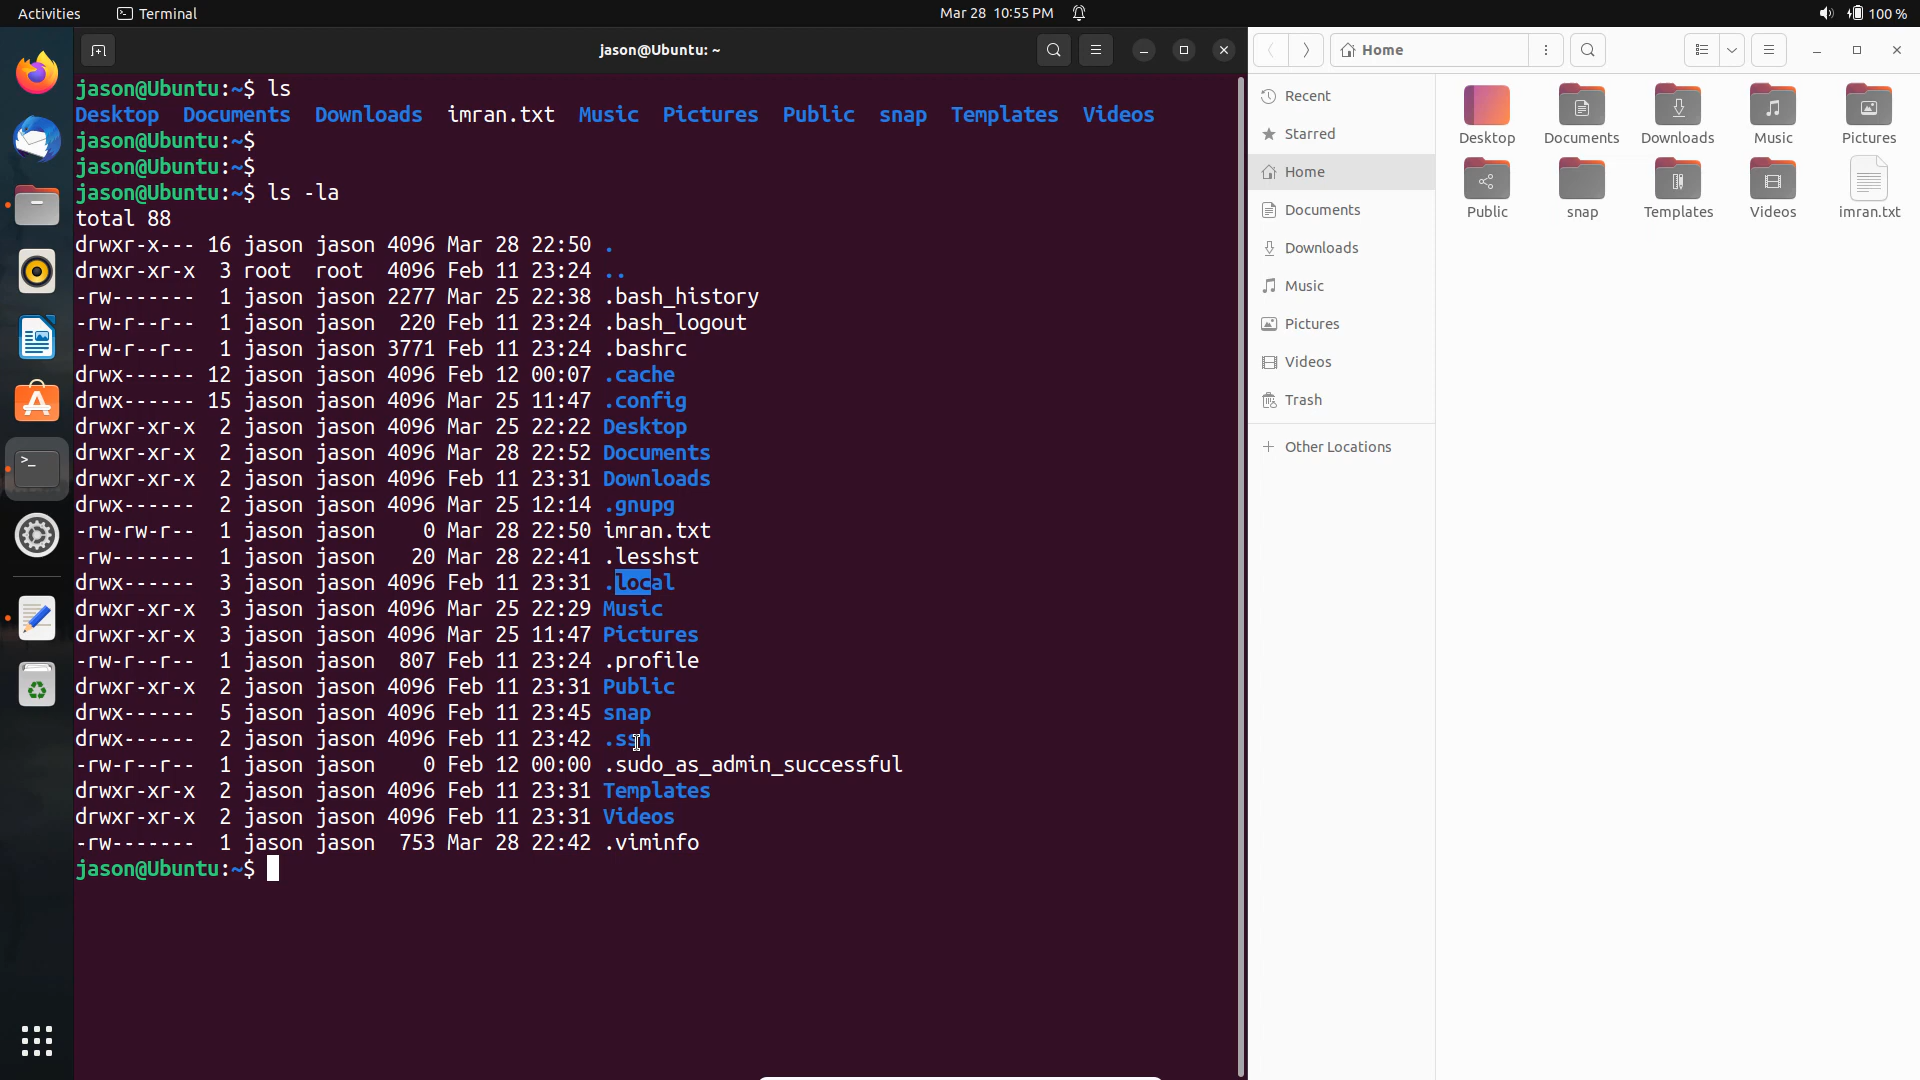 Activities Terminal Mar 28 10:55 PM 100 %
jason@Ubuntu: ~
jason@Ubuntu:~$ ls
Desktop Documents Downloads imran.txt Music Pictures Public snap Templates Videos
jason@Ubuntu:~$
jason@Ubuntu:~$
jason@Ubuntu:~$ ls -la
total 88
drwxr-x--- 16 jason jason 4096 Mar 28 22:50 .
drwxr-xr-x 3 root root 4096 Feb 11 23:24 ..
-rw------- 1 jason jason 2277 Mar 25 22:38 .bash_history
-rw-r--r-- 1 jason jason 220 Feb 11 23:24 .bash_logout
-rw-r--r-- 1 jason jason 3771 Feb 11 23:24 .bashrc
drwx------ 12 jason jason 4096 Feb 12 00:07 .cache
drwx------ 15 jason jason 4096 Mar 25 11:47 .config
drwxr-xr-x 2 jason jason 4096 Mar 25 22:22 Desktop
drwxr-xr-x 2 jason jason 4096 Mar 28 22:52 Documents
drwxr-xr-x 2 jason jason 4096 Feb 11 23:31 Downloads
drwx------ 2 jason jason 4096 Mar 25 12:14 .gnupg
-rw-rw-r-- 1 jason jason 0 Mar 28 22:50 imran.txt
-rw------- 1 jason jason 20 Mar 28 22:41 .lesshst
drwx------ 3 jason jason 4096 Feb 11 23:31 .local
drwxr-xr-x 3 jason jason 4096 Mar 25 22:29 Music
drwxr-xr-x 3 jason jason 4096 Mar 25 11:47 Pictures
-rw-r--r-- 1 jason jason 807 Feb 11 23:24 .profile
drwxr-xr-x 2 jason jason 4096 Feb 11 23:31 Public
drwx------ 5 jason jason 4096 Feb 11 23:45 snap
drwx------ 2 jason jason 4096 Feb 11 23:42 .ssh
-rw-r--r-- 1 jason jason 0 Feb 12 00:00 .sudo_as_admin_successful
drwxr-xr-x 2 jason jason 4096 Feb 11 23:31 Templates
drwxr-xr-x 2 jason jason 4096 Feb 11 23:31 Videos
-rw------- 1 jason jason 753 Mar 28 22:42 .viminfo
jason@Ubuntu:~$
Home
Recent
Starred
Home
Documents
Downloads
Music
Pictures
Videos
Trash
Other Locations
Desktop Documents Downloads Music Pictures
Public snap Templates Videos imran.txt